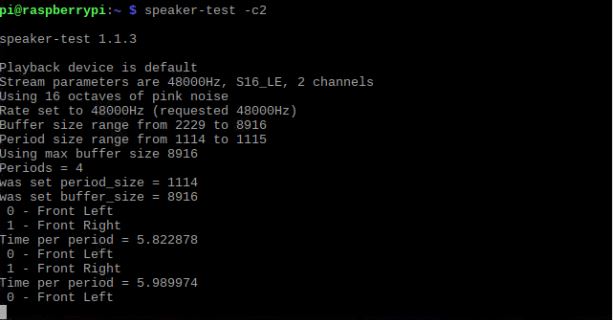 pi@raspberrypi:~ $ speaker-test -c2
speaker-test 1.1.3
Playback device is default
Stream parameters are 48000Hz, S16_LE, 2 channels
Using 16 octaves of pink noise
Rate set to 48000Hz (requested 48000Hz)
Buffer size range from 2229 to 8916
Period size range from 1114 to 1115
Using max buffer size 8916
Periods = 4
was set period_size = 1114
was set buffer_size = 8916
 0 - Front Left
 1 - Front Right
Time per period = 5.822878
 0 - Front Left
 1 - Front Right
Time per period = 5.989974
 0 - Front Left